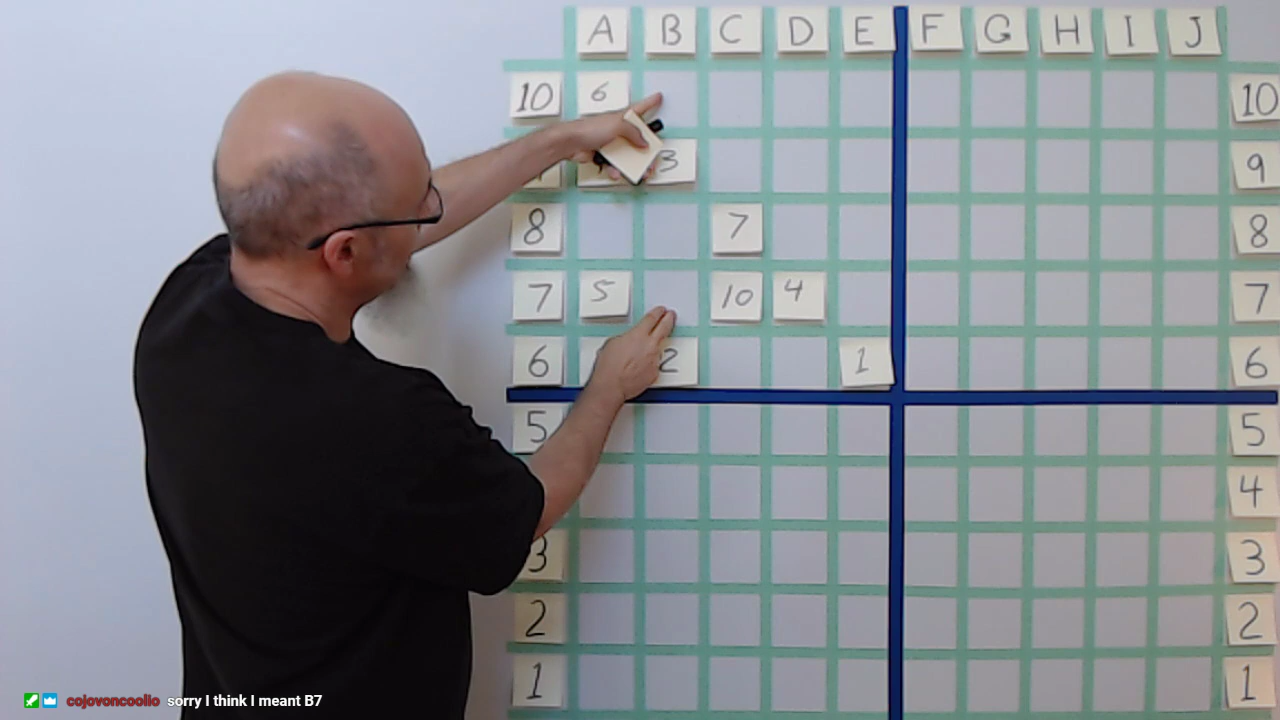 A B C D E F G H I J
10 6 10
3 9
8 7 8
7 5 10 4 7
6 2 1 6
5 5
4
3 3
2 2
1 1
cojovoncoolio sorry I think I meant B7